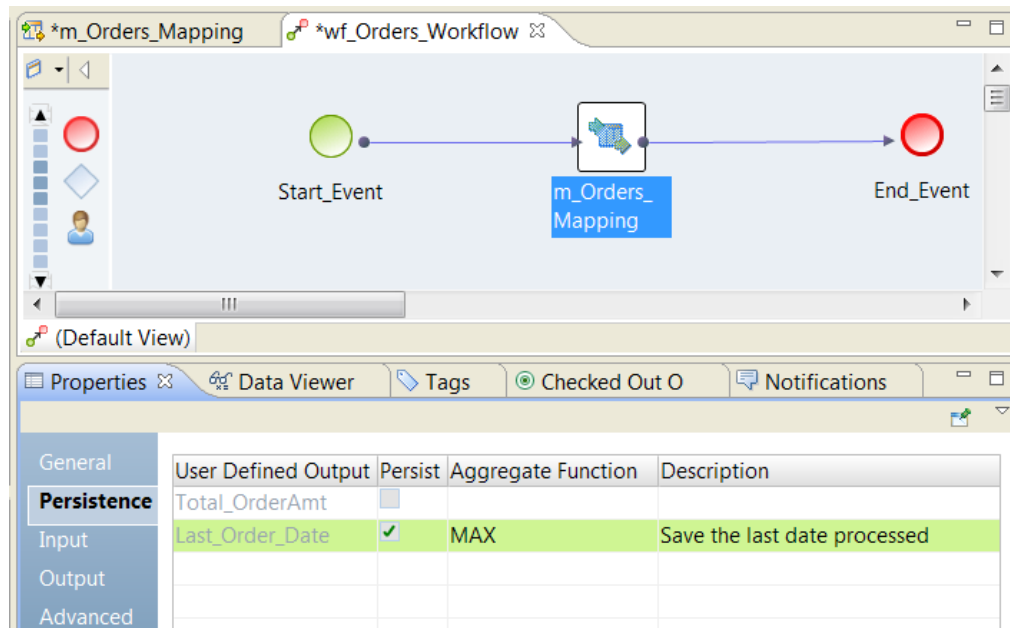 *m_Orders_Mapping
*wf_Orders_Workflow
Start_Event
m_Orders_
Mapping
End_Event
(Default View)
Properties
Data Viewer
Tags
Checked Out O
Notifications
General
Persistence
Input
Output
Advanced
User Defined Output Persist Aggregate Function Description
Total_OrderAmt
Last_Order_Date MAX Save the last date processed